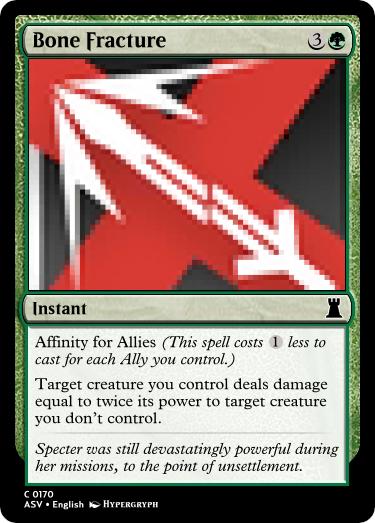 Bone Fracture 3
Instant
Affinity for Allies (This spell costs 1 less to
cast for each Ally you control.)
Target creature you control deals damage
equal to twice its power to target creature
you don't control.
Specter was still devastatingly powerful during
her missions, to the point of unsettlement.
C 0170
ASV • English HYPERGRYPH